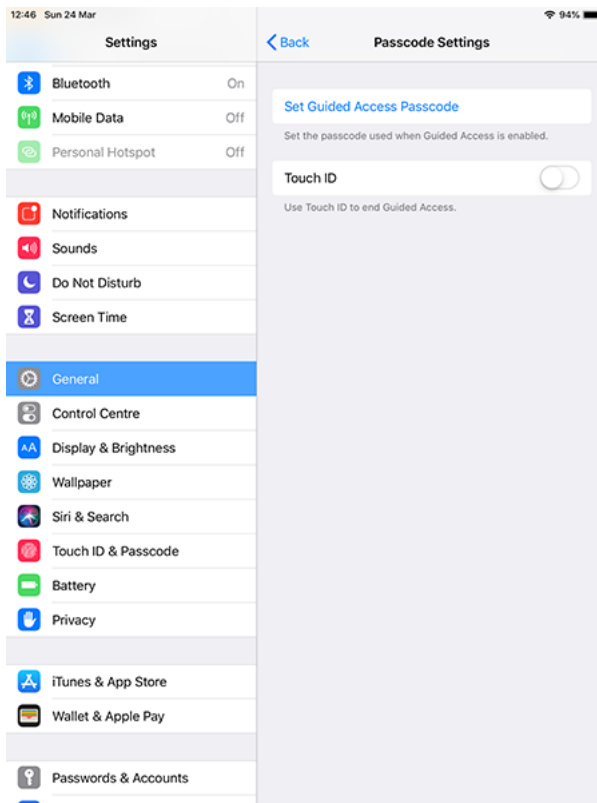 12:46 Sun 24 Mar
94%
Settings
Bluetooth On
Mobile Data Off
Personal Hotspot Off
Notifications
Sounds
Do Not Disturb
Screen Time
General
Control Centre
AA Display & Brightness
Wallpaper
Siri & Search
Touch ID & Passcode
Battery
Privacy
iTunes & App Store
Wallet & Apple Pay
Passwords & Accounts
Back Passcode Settings
Set Guided Access Passcode
Set the passcode used when Guided Access is enabled.
Touch ID
Use Touch ID to end Guided Access.